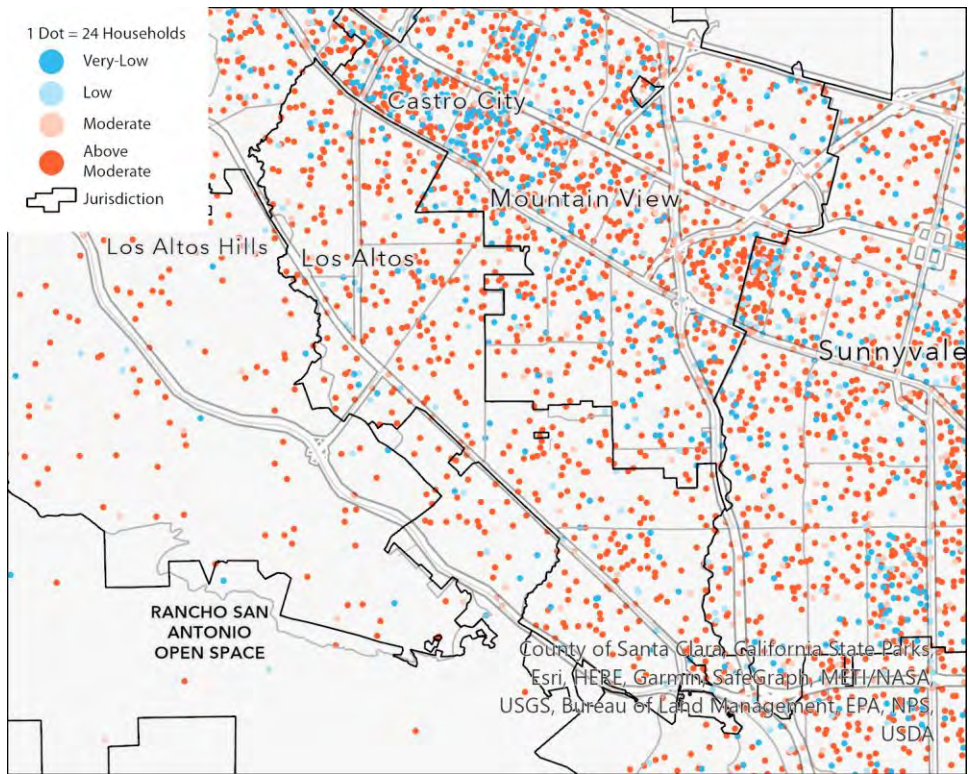 1 Dot = 24 Households
Very-Low
Low
Moderate
Above
Moderate
Jurisdiction
Castro City
Mountain View
Los Altos Hills
Los Altos
Sunnyvale
RANCHO SAN
ANTONIO
OPEN SPACE
County of Santa Clara, California State Parks
Esri, HERE, Garmin, SafeGraph, METI/NASA
USGS, Bureau of Land Management, EPA, NPS,
USDA